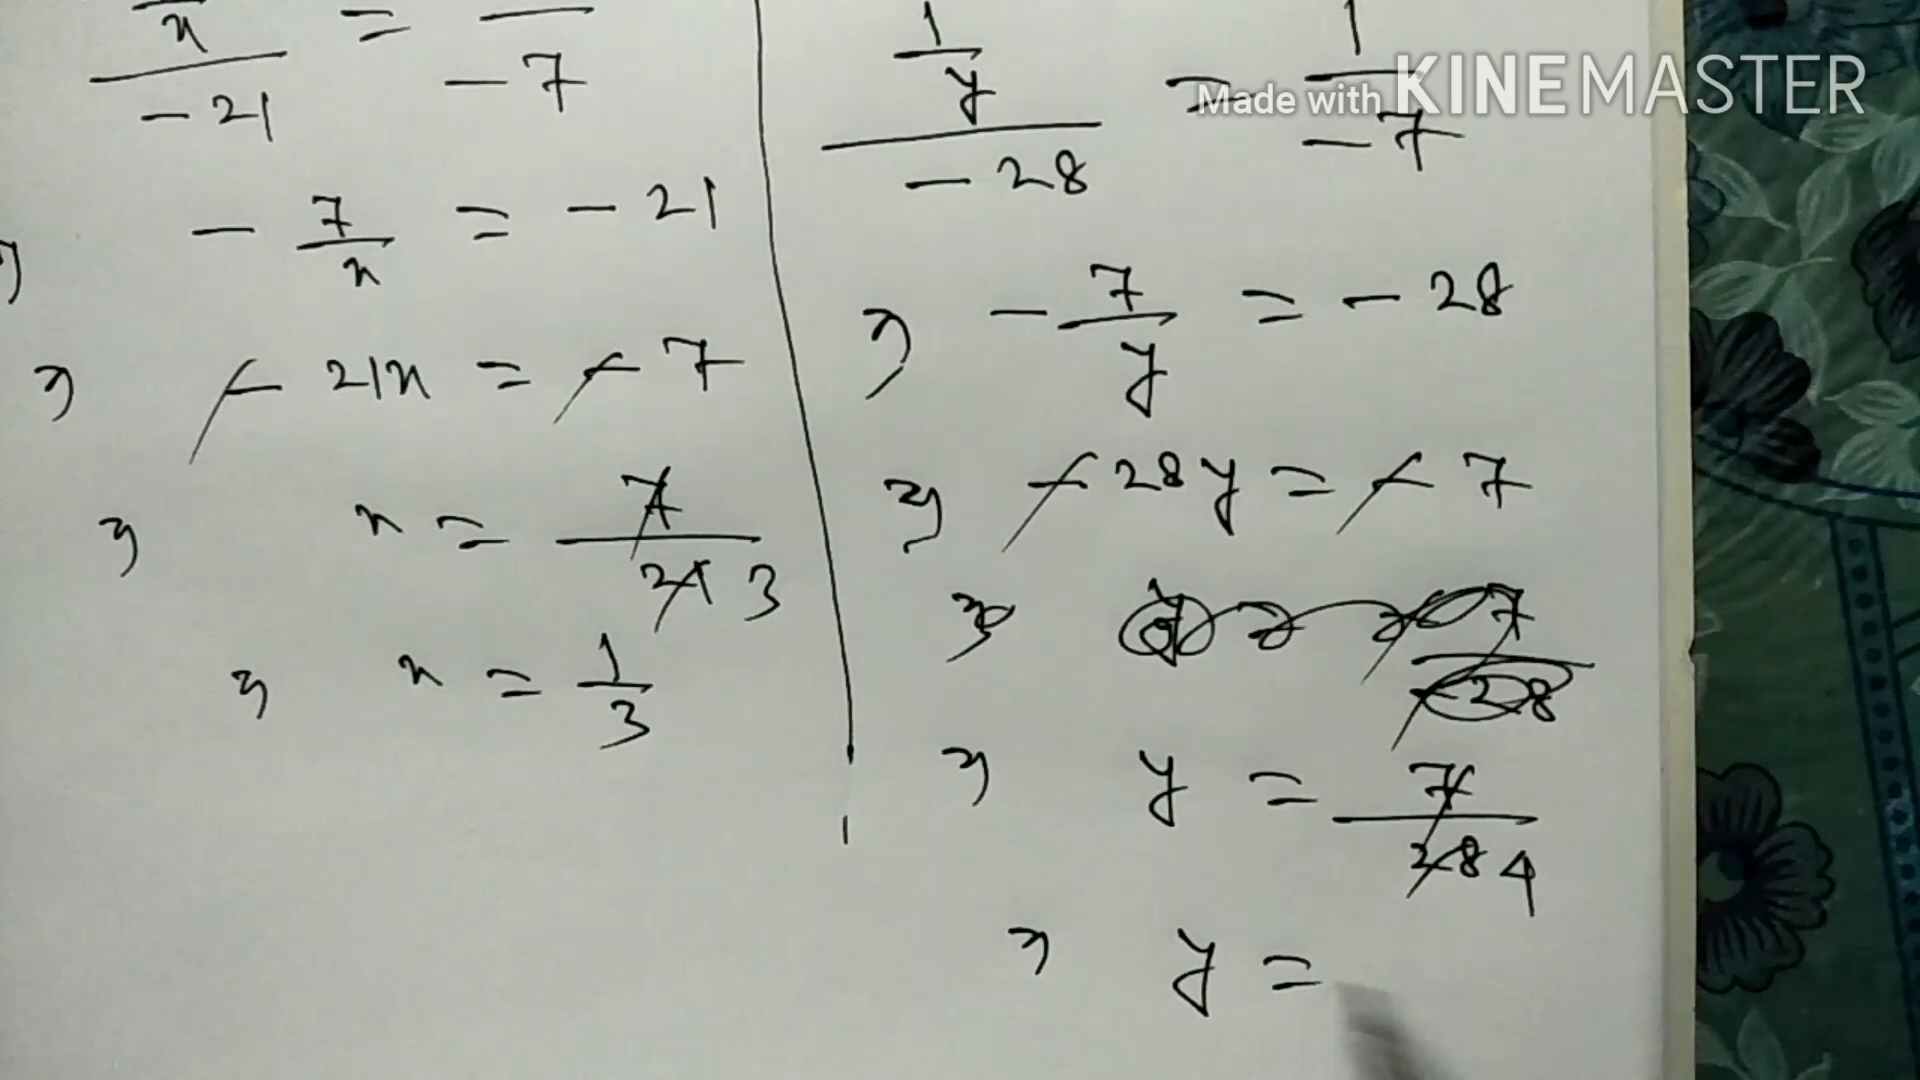 x/-21 = /-7
- 7/x = - 21
⇒ - 21x = - 7
⇒ x = 7/21 3
⇒ x = 1/3
1/y/-28 = 1/-7
⇒ - 7/y = - 28
⇒ - 28y = - 7
⇒ y = 7/28 4
⇒ y =
Made with KINEMASTER